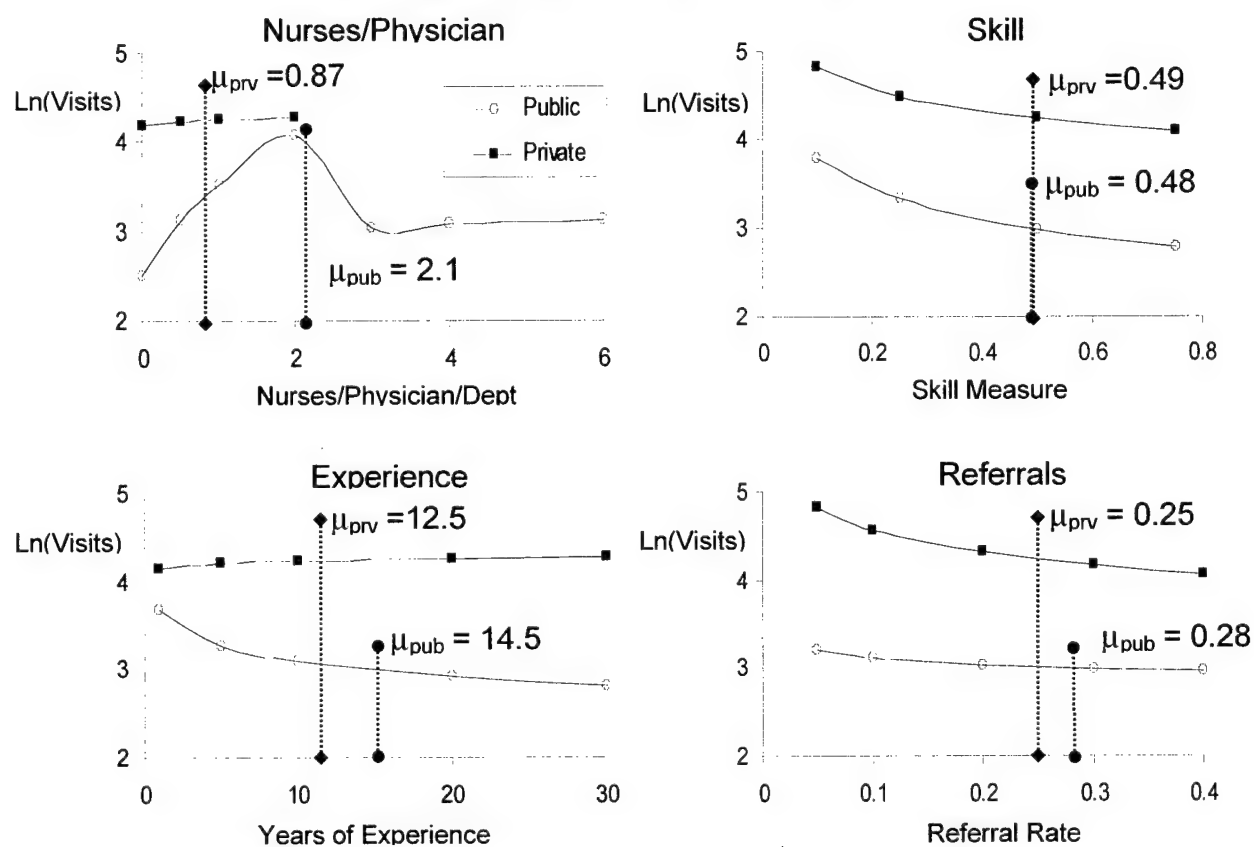 Nurses/Physician
5
μprv =0.87
Ln(Visits)
Public
4
Private
3
μpub = 2.1
2
0 2 4 6
Nurses/Physician/Dept
Skill
5
Ln(Visits)
μprv = 0.49
4
μpub = 0.48
3
2
0 0.2 0.4 0.6 0.8
Skill Measure
Experience
5
μprv =12.5
Ln(Visits)
4
μpub = 14.5
3
2
0 10 20 30
Years of Experience
Referrals
5
μprv = 0.25
Ln(Visits)
4
μpub = 0.28
3
2
0 0.1 0.2 0.3 0.4
Referral Rate